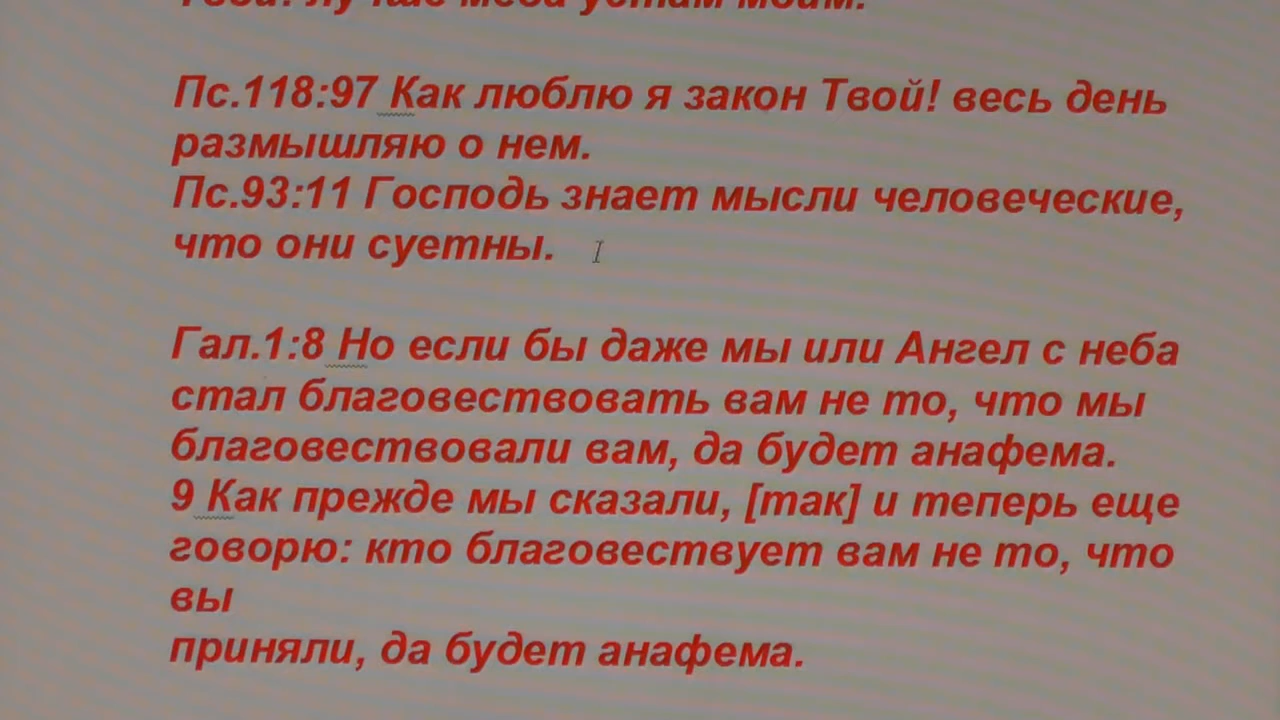 Пс.118:97 Как люблю я закон Твой! весь день
размышляю о нем.
Пс.93:11 Господь знает мысли человеческие,
что они суетны.
Гал.1:8 Но если бы даже мы или Ангел с неба
стал благовествовать вам не то, что мы
благовествовали вам, да будет анафема.
9 Как прежде мы сказали, [так] и теперь еще
говорю: кто благовествует вам не то, что
вы
приняли, да будет анафема.